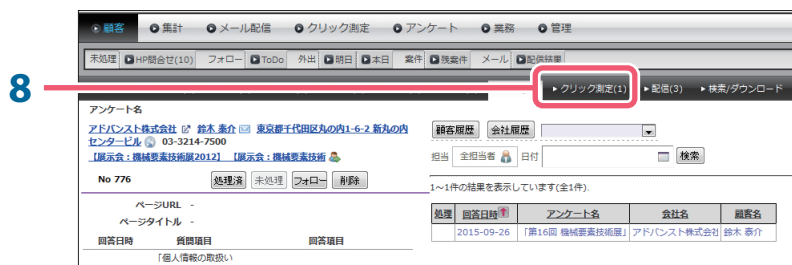 顧客 集計 メール配信 クリック測定 アンケート 業務 管理
未処理 HP問合せ(10) フォロー ToDo 外出 明日 本日 案件 残案件 メール 配信結果
8
クリック測定(1) 配信(3) 検索/ダウンロード
アンケート名
アドバンスト株式会社 鈴木 泰介 東京都千代田区丸の内1-6-2 新丸の内
センタービル 03-3214-7500
【展示会：機械要素技術展2012】 【展示会：機械要素技術
No 776 処理済 未処理 フォロー 削除
ページURL -
ページタイトル -
回答日時 質問項目 回答項目
「個人情報の取扱い
顧客履歴 会社履歴
担当 全担当者 日付 検索
1～1件の結果を表示しています(全1件).
処理 回答日時 アンケート名 会社名 顧客名
2015-09-26 「第16回 機械要素技術展」 アドバンスト株式会社 鈴木 泰介